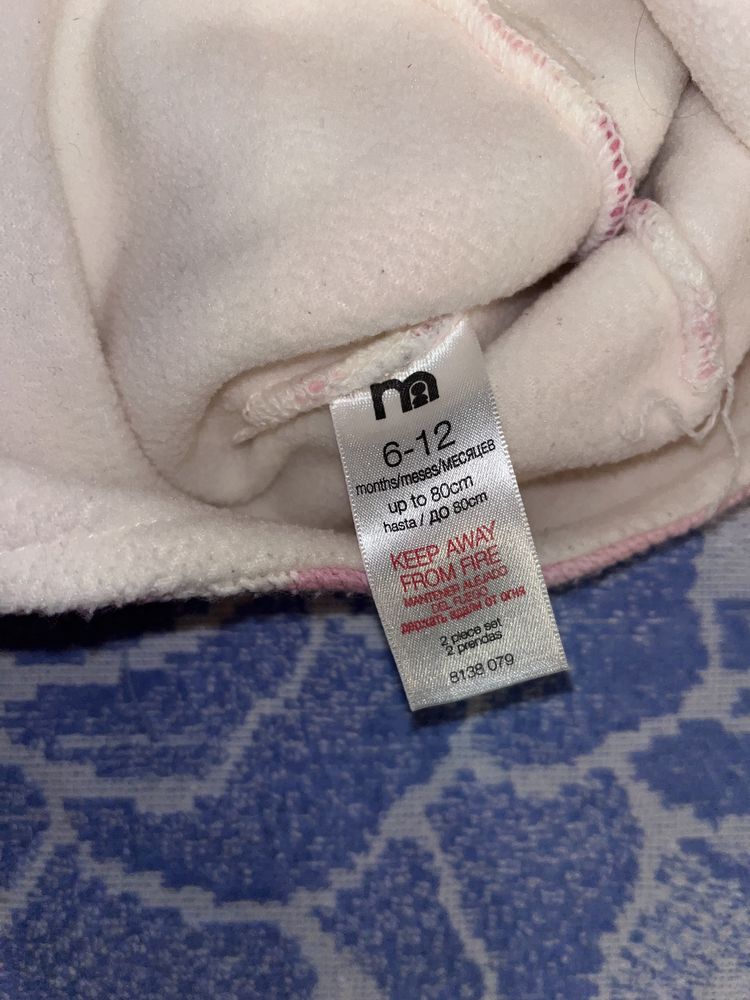 m
6-12
months/meses/МЕСЯЦЕВ
up to 80cm
hasta / ДО 80cm
KEEP AWAY
FROM FIRE
MANTENER ALEJADO
DEL FUEGO
держать вдали от огня
2 piece set
2 prendas
8138 079